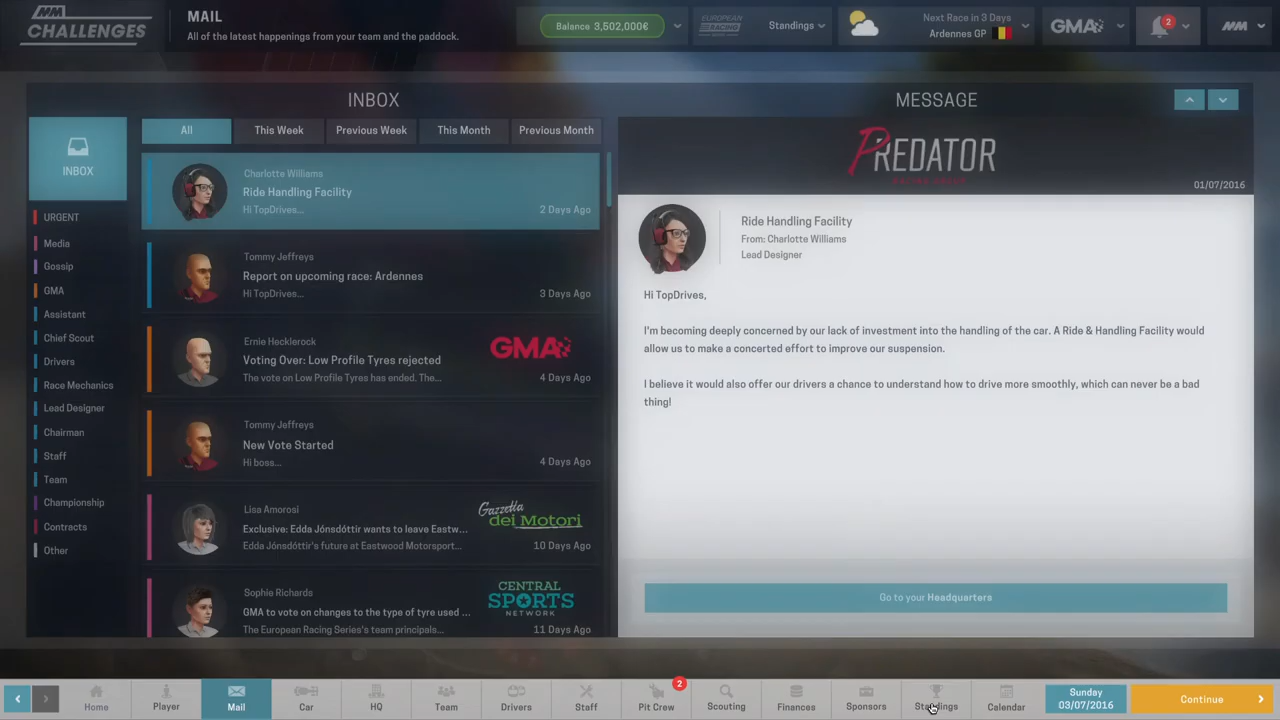 MM
CHALLENGES
MAIL
All of the latest happenings from your team and the paddock.
Balance 3,502,000€
EUROPEAN
RACING
Standings
Next Race in 3 Days
Ardennes GP
GMA
2
MM
INBOX
MESSAGE
INBOX
All
This Week
Previous Week
This Month
Previous Month
URGENT
Media
Gossip
GMA
Assistant
Chief Scout
Drivers
Race Mechanics
Lead Designer
Chairman
Staff
Team
Championship
Contracts
Other
Charlotte Williams
Ride Handling Facility
Hi TopDrives...
2 Days Ago
Tommy Jeffreys
Report on upcoming race: Ardennes
Hi TopDrives...
3 Days Ago
Ernie Hecklerock
Voting Over: Low Profile Tyres rejected
The vote on Low Profile Tyres has ended. The...
GMA
4 Days Ago
Tommy Jeffreys
New Vote Started
Hi boss...
4 Days Ago
Lisa Amorosi
Exclusive: Edda Jónsdóttir wants to leave Eastw...
Edda Jónsdóttir's future at Eastwood Motorsport...
Gazzetta
dei Motori
10 Days Ago
Sophie Richards
GMA to vote on changes to the type of tyre used ...
The European Racing Series's team principals...
CENTRAL
SPORTS
NETWORK
11 Days Ago
PREDATOR
RACING GROUP
01/07/2016
Ride Handling Facility
From: Charlotte Williams
Lead Designer
Hi TopDrives,
I'm becoming deeply concerned by our lack of investment into the handling of the car. A Ride & Handling Facility would
allow us to make a concerted effort to improve our suspension.
I believe it would also offer our drivers a chance to understand how to drive more smoothly, which can never be a bad
thing!
Go to your Headquarters
Home
Player
Mail
Car
HQ
Team
Drivers
Staff
2
Pit Crew
Scouting
Finances
Sponsors
Standings
Calendar
Sunday
03/07/2016
Continue